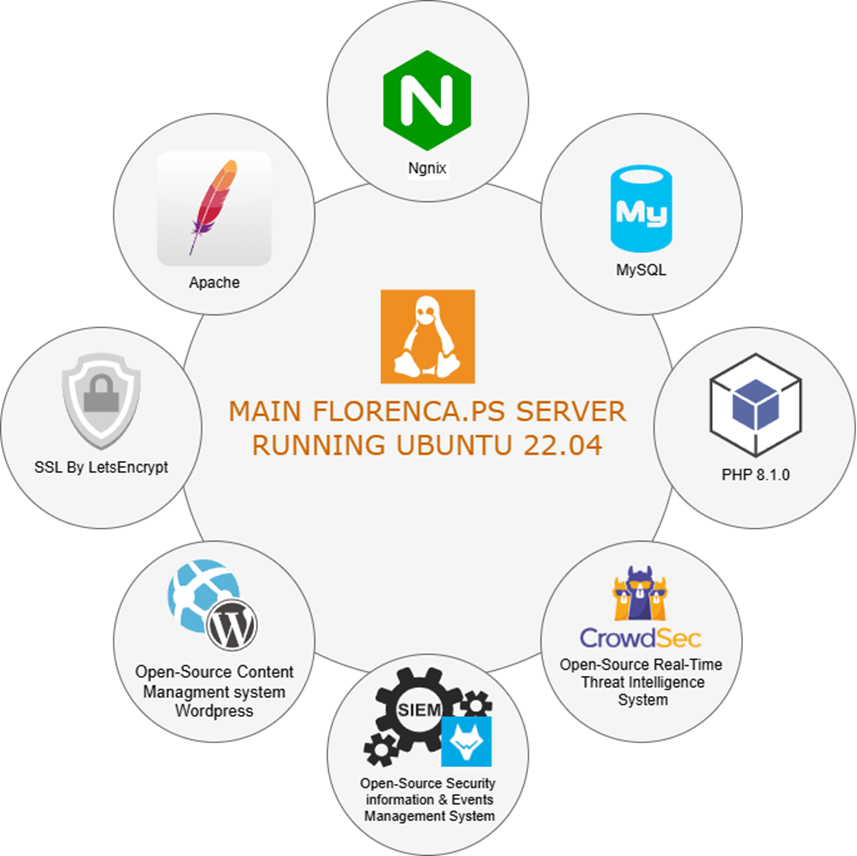 Ngnix
Apache
My
MySQL
MAIN FLORENCA.PS SERVER
RUNNING UBUNTU 22.04
SSL By LetsEncrypt
PHP 8.1.0
W
Open-Source Content
Managment system
Wordpress
CrowdSec
Open-Source Real-Time
Threat Intelligence
System
SIEM
Open-Source Security
information & Events
Management System